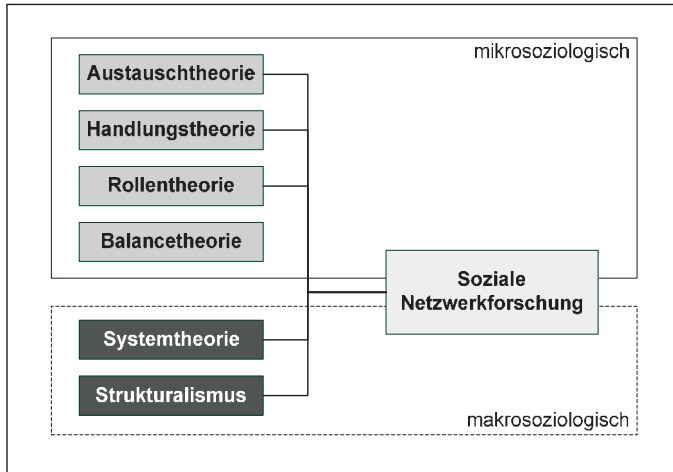 mikrosoziologisch
Austauschtheorie
Handlungstheorie
Rollentheorie
Balancetheorie
Soziale
Netzwerkforschung
Systemtheorie
Strukturalismus
makrosoziologisch